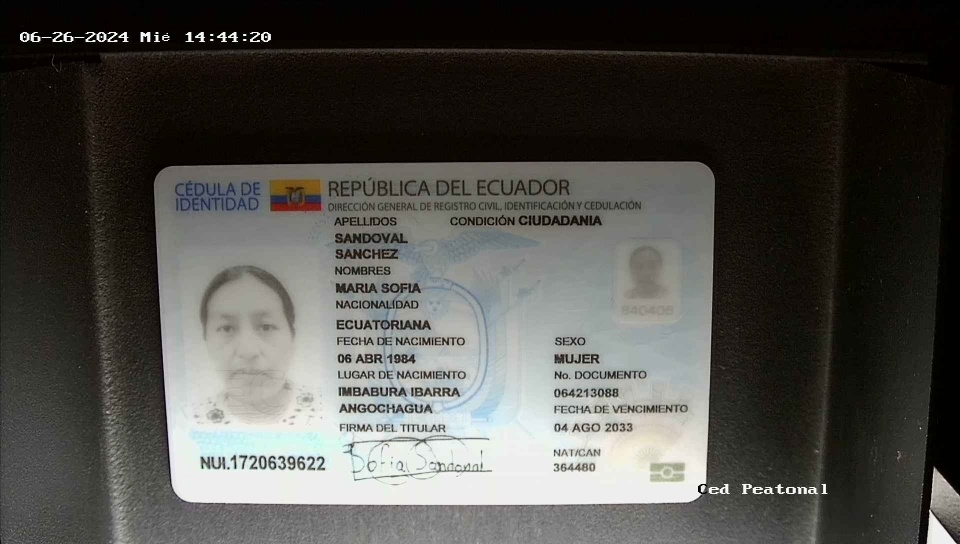 06-26-2024 Mié 14:44:20
CÉDULA DE
IDENTIDAD
REPÚBLICA DEL ECUADOR
DIRECCIÓN GENERAL DE REGISTRO CIVIL, IDENTIFICACIÓN Y CEDULACIÓN
APELLIDOS
CONDICIÓN CIUDADANIA
SANDOVAL
SANCHEZ
NOMBRES
MARIA SOFIA
NACIONALIDAD
ECUATORIANA
FECHA DE NACIMIENTO
06 ABR 1984
LUGAR DE NACIMIENTO
IMBABURA IBARRA
ANGOCHAGUA
FIRMA DEL TITULAR
Sofia Sandoval
840406
SEXO
MUJER
No. DOCUMENTO
064213088
FECHA DE VENCIMIENTO
04 AGO 2033
NAT/CAN
364480
NUI.1720639622
Ced Peatonal